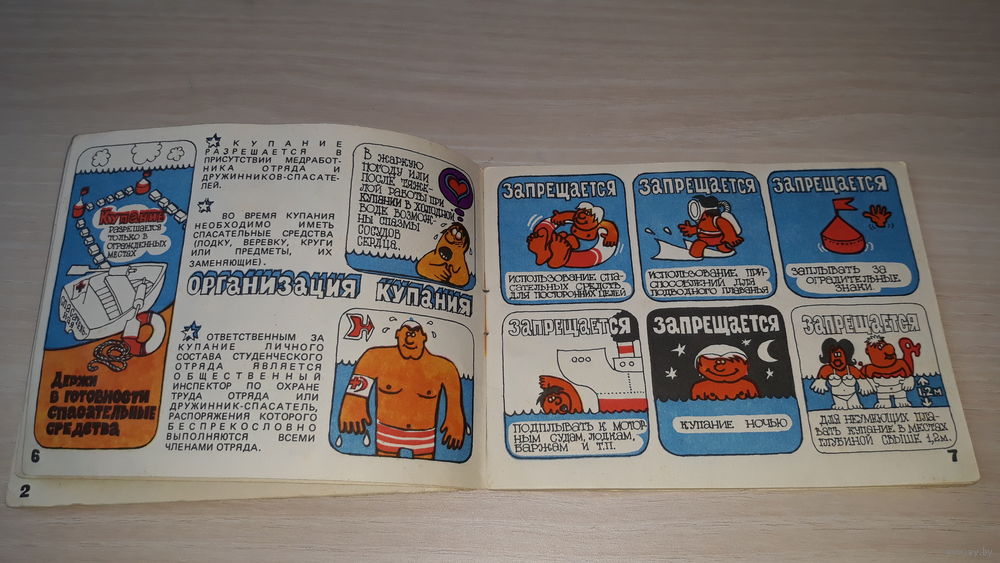 Купание
РАЗРЕШАЕТСЯ
ТОЛЬКО В
ОГРАЖДЕННЫХ
МЕСТАХ
ДЕРЖИ
В ГОТОВНОСТИ
СПАСАТЕЛЬНЫЕ
СРЕДСТВА
6
2
КУПАНИЕ
РАЗРЕШАЕТСЯ В
ПРИСУТСТВИИ МЕДРАБОТ-
НИКА ОТРЯДА И
ДРУЖИННИКОВ-СПАСАТЕ-
ЛЕЙ.
ВО ВРЕМЯ КУПАНИЯ
НЕОБХОДИМО ИМЕТЬ
СПАСАТЕЛЬНЫЕ СРЕДСТВА
(ЛОДКУ, ВЕРЕВКУ, КРУГИ
ИЛИ ПРЕДМЕТЫ, ИХ
ЗАМЕНЯЮЩИЕ).
В ЖАРКУЮ
ПОГОДУ ИЛИ
ПОСЛЕ ТЯЖЕ-
ЛОЙ РАБОТЫ ПРИ
КУПАНИИ В ХОЛОДНОЙ
ВОДЕ ВОЗМОЖ-
НЫ СПАЗМЫ
СОСУДОВ
СЕРДЦА.
ОРГАНИЗАЦИЯ КУПАНИЯ
ОТВЕТСТВЕННЫМ ЗА
КУПАНИЕ ЛИЧНОГО
СОСТАВА СТУДЕНЧЕСКОГО
ОТРЯДА ЯВЛЯЕТСЯ
ОБЩЕСТВЕННЫЙ
ИНСПЕКТОР ПО ОХРАНЕ
ТРУДА ОТРЯДА ИЛИ
ДРУЖИННИК-СПАСАТЕЛЬ,
РАСПОРЯЖЕНИЯ КОТОРОГО
БЕСПРЕКОСЛОВНО
ВЫПОЛНЯЮТСЯ ВСЕМИ
ЧЛЕНАМИ ОТРЯДА.
ЗАПРЕЩАЕТСЯ
ИСПОЛЬЗОВАНИЕ СПА-
САТЕЛЬНЫХ СРЕДСТВ
ДЛЯ ПОСТОРОННИХ ЦЕЛЕЙ
ЗАПРЕЩАЕТСЯ
ИСПОЛЬЗОВАНИЕ ПРИ-
СПОСОБЛЕНИЙ ДЛЯ
ПОДВОДНОГО ПЛАВАНЬЯ
ЗАПРЕЩАЕТСЯ
ЗАПЛЫВАТЬ ЗА
ОГРАДИТЕЛЬНЫЕ
ЗНАКИ
ЗАПРЕЩАЕТСЯ
ПОДПЛЫВАТЬ К МОТОР-
НЫМ СУДАМ, ЛОДКАМ,
БАРЖАМ И Т.П.
ЗАПРЕЩАЕТСЯ
КУПАНИЕ НОЧЬЮ
ЗАПРЕЩАЕТСЯ
1,2М
ДЛЯ НЕУМЕЮЩИХ ПЛА-
ВАТЬ КУПАНИЕ В МЕСТАХ
ГЛУБИНОЙ СВЫШЕ 1,2М.
7